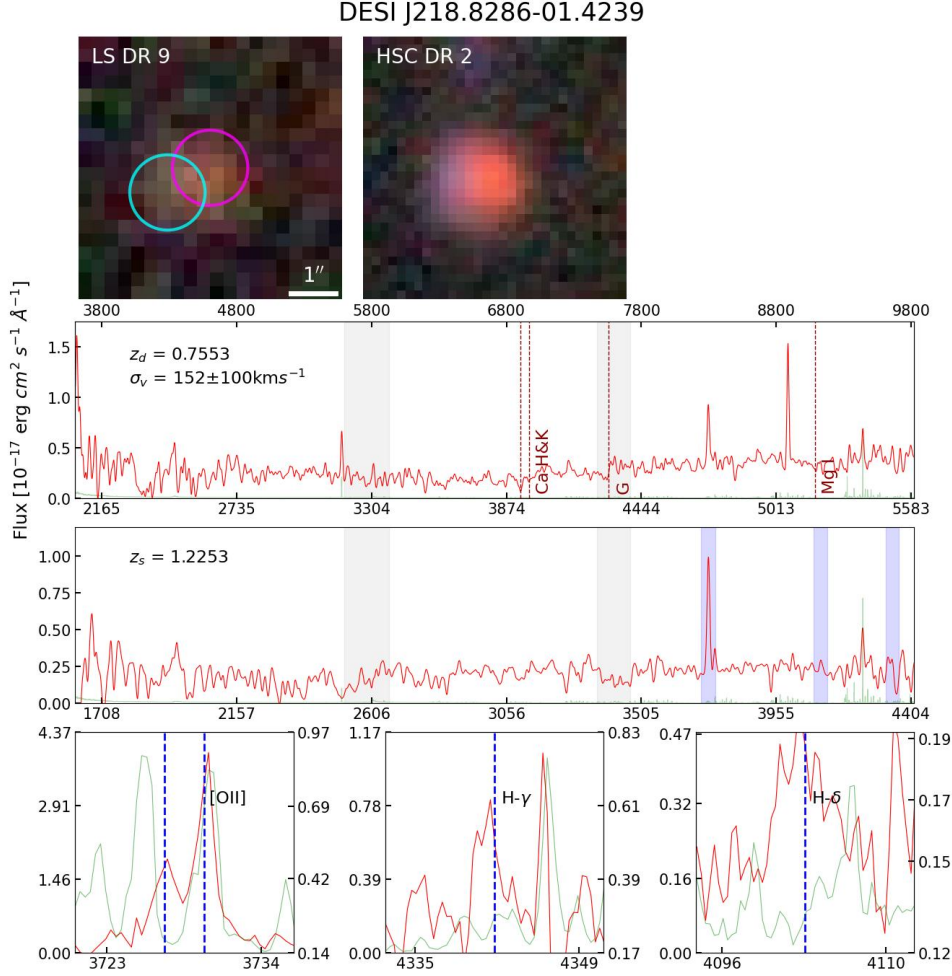 DESI J218.8286-01.4239
LS DR 9
HSC DR 2
1″
3800 4800 5800 6800 7800 8800 9800
Flux [10⁻¹⁷ erg cm² s⁻¹ Å⁻¹]
z_d = 0.7553
σ_v = 152±100kms⁻¹
1.5
1.0
0.5
0.0
Ca H&K
G
Mg I
2165 2735 3304 3874 4444 5013 5583
z_s = 1.2253
1.00
0.75
0.50
0.25
0.00
1708 2157 2606 3056 3505 3955 4404
4.37
2.91
1.46
0.00
[OII]
0.97
0.69
0.42
0.14
3723 3734
1.17
0.78
0.39
0.00
H-γ
0.83
0.61
0.39
0.17
4335 4349
0.47
0.32
0.16
0.00
H-δ
0.19
0.17
0.15
0.12
4096 4110